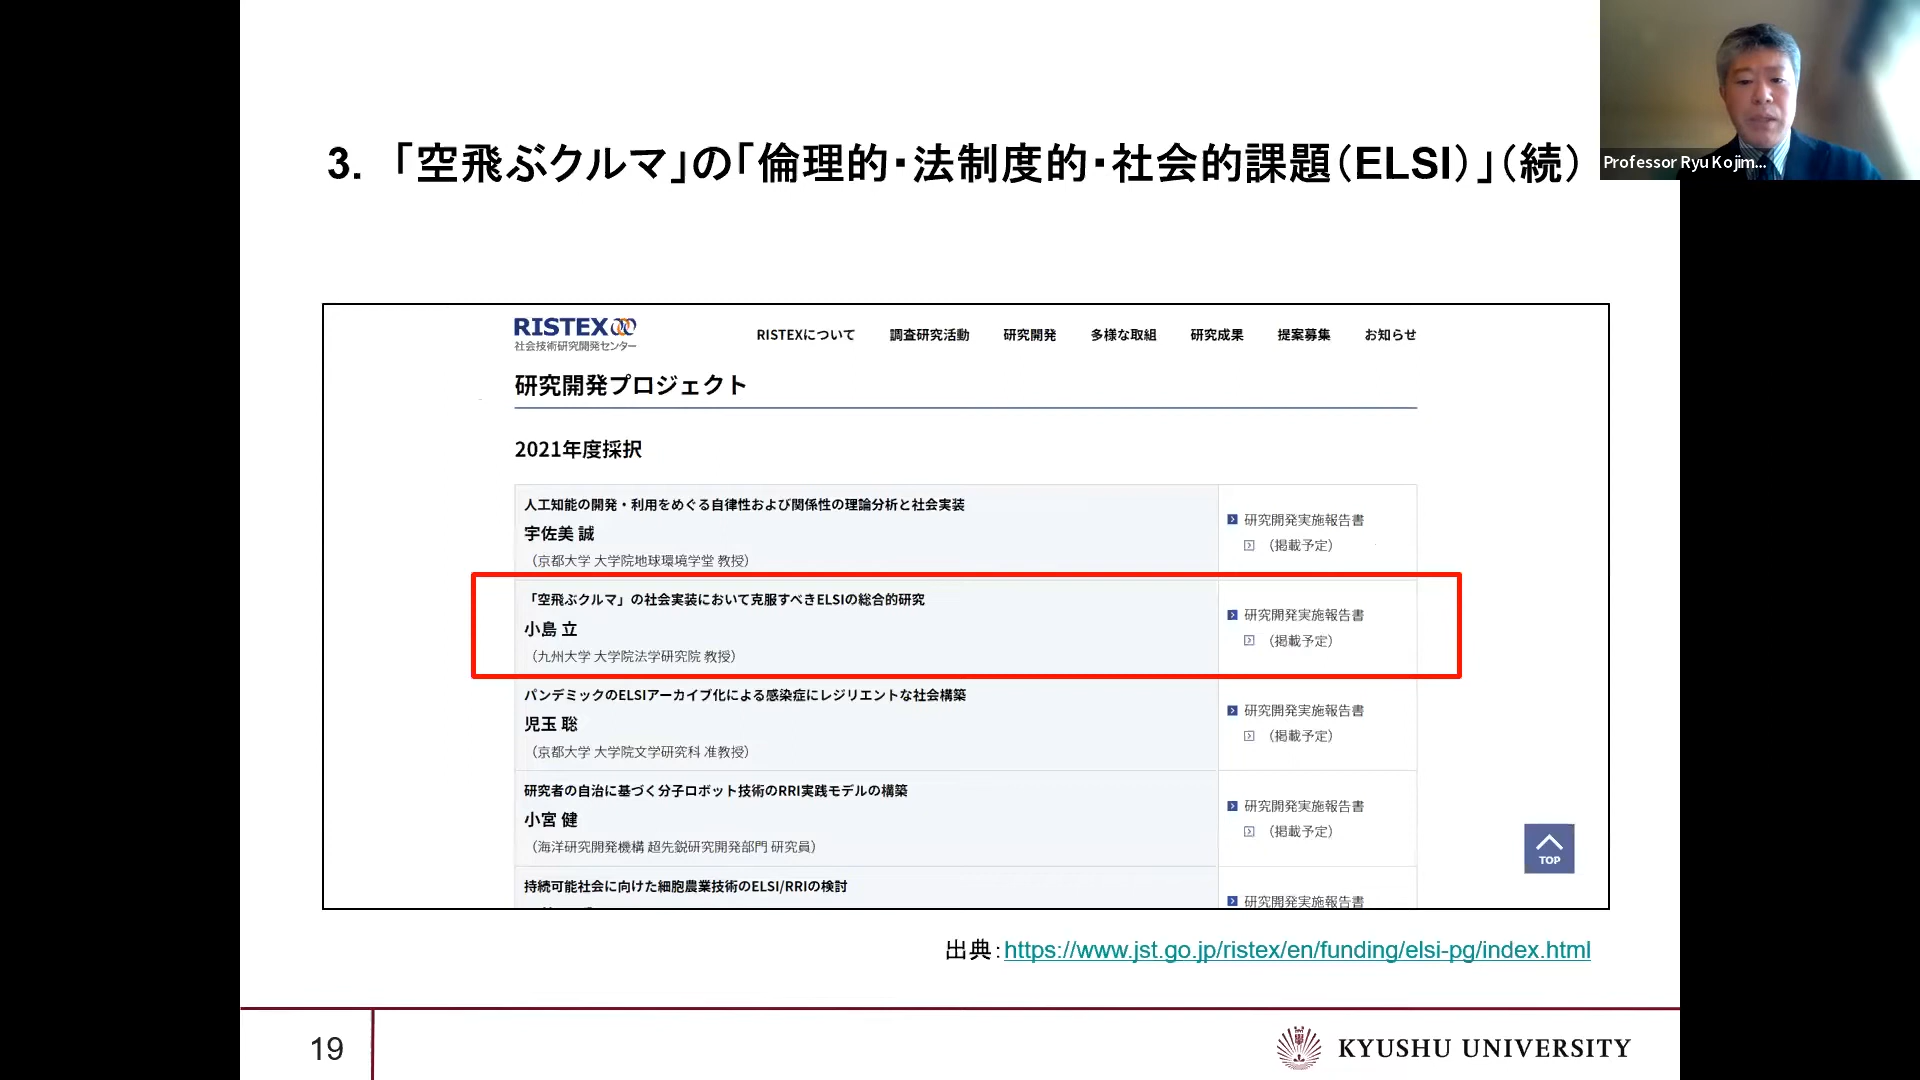 3. 「空飛ぶクルマ」の「倫理的・法制度的・社会的課題(ELSI)」(続)
Professor Ryu Kojim...
RISTEX
社会技術研究開発センター
RISTEXについて 調査研究活動 研究開発 多様な取組 研究成果 提案募集 お知らせ
研究開発プロジェクト
2021年度採択
人工知能の開発・利用をめぐる自律性および関係性の理論分析と社会実装
宇佐美 誠
（京都大学 大学院地球環境学堂 教授）
研究開発実施報告書
（掲載予定）
「空飛ぶクルマ」の社会実装において克服すべきELSIの総合的研究
小島 立
（九州大学 大学院法学研究院 教授）
研究開発実施報告書
（掲載予定）
パンデミックのELSIアーカイブ化による感染症にレジリエントな社会構築
児玉 聡
（京都大学 大学院文学研究科 准教授）
研究開発実施報告書
（掲載予定）
研究者の自治に基づく分子ロボット技術のRRI実践モデルの構築
小宮 健
（海洋研究開発機構 超先鋭研究開発部門 研究員）
研究開発実施報告書
（掲載予定）
持続可能社会に向けた細胞農業技術のELSI/RRIの検討
研究開発実施報告書
TOP
出典：https://www.jst.go.jp/ristex/en/funding/elsi-pg/index.html
19
KYUSHU UNIVERSITY